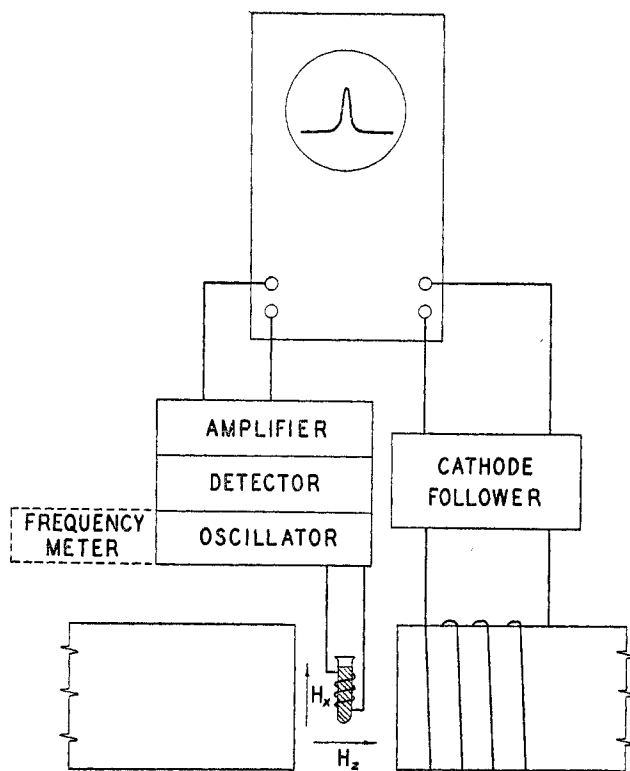 AMPLIFIER
DETECTOR
OSCILLATOR
FREQUENCY
METER
CATHODE
FOLLOWER
Hx
Hz